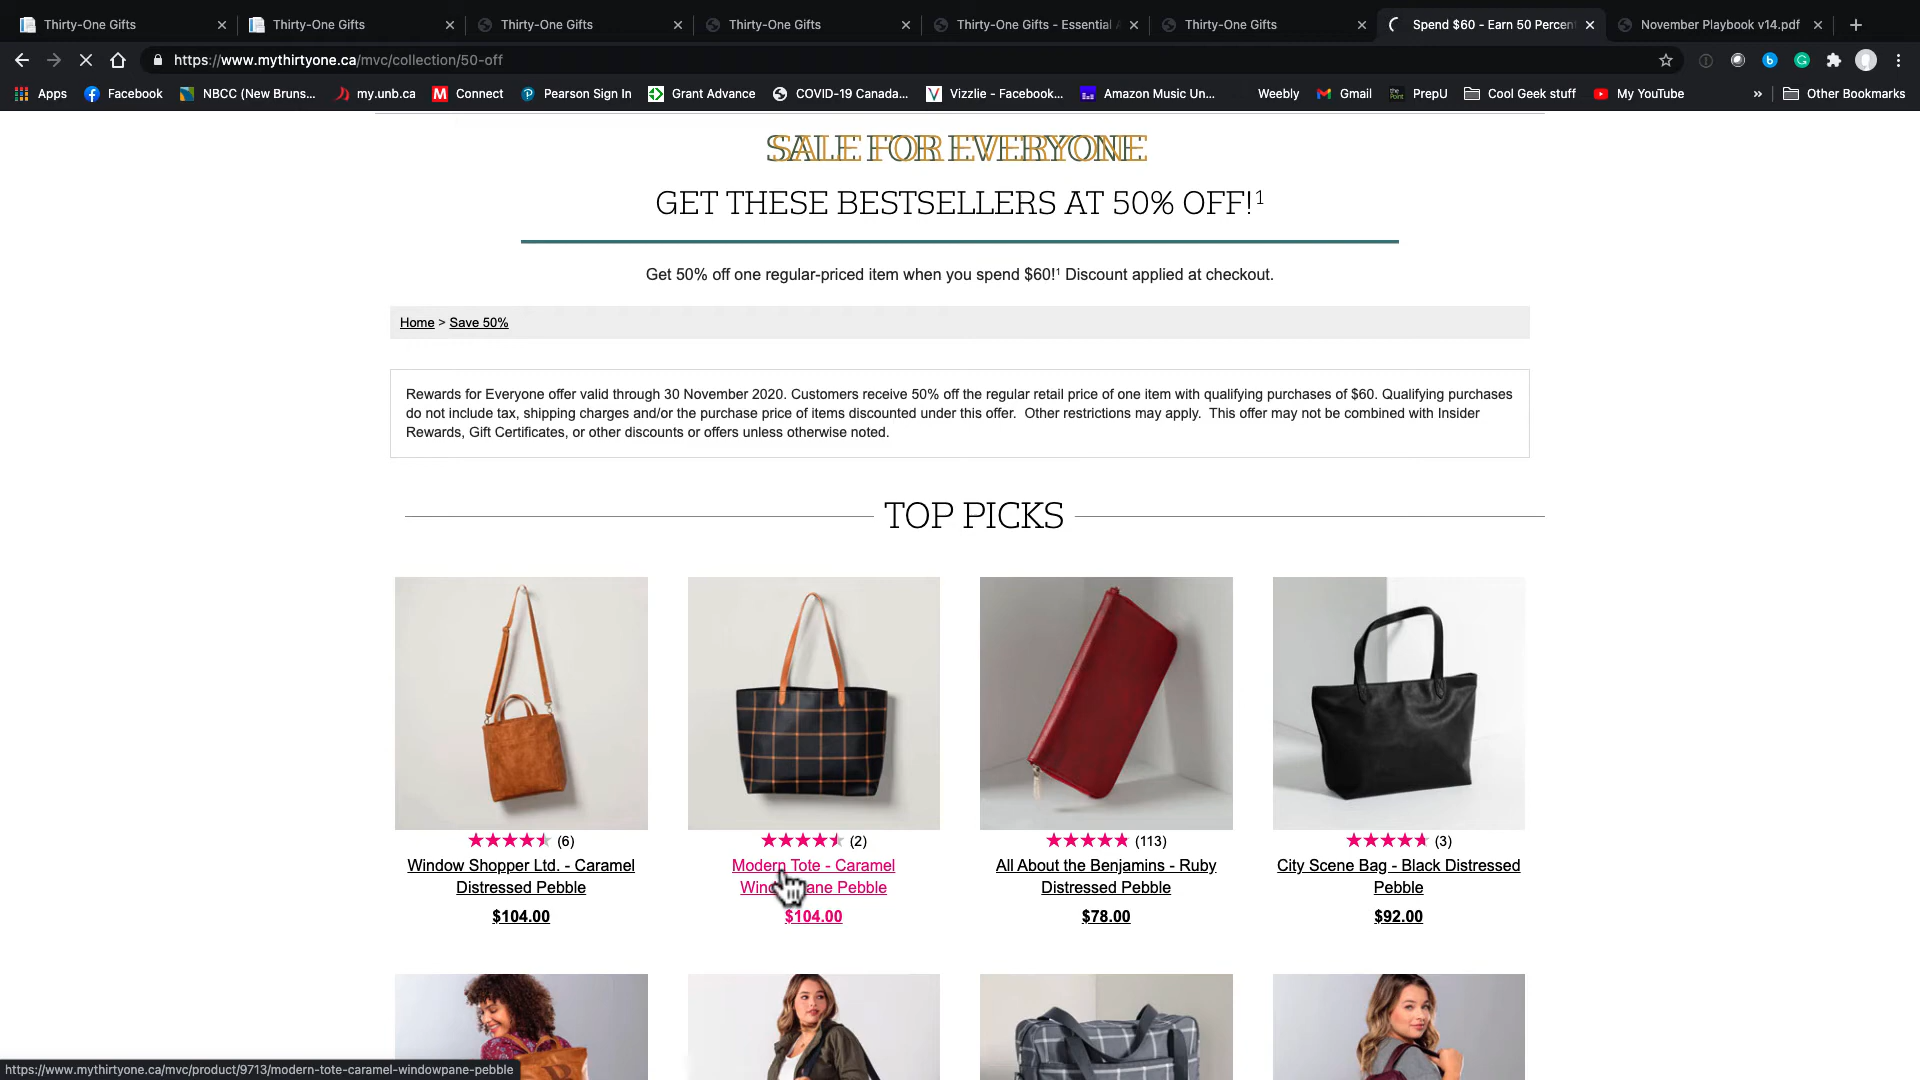 Thirty-One Gifts
Thirty-One Gifts
Thirty-One Gifts
Thirty-One Gifts
Thirty-One Gifts - Essential A
Thirty-One Gifts
Spend $60 - Earn 50 Percen
November Playbook v14.pdf
https://www.mythirtyone.ca/mvc/collection/50-off
Apps
Facebook
NBCC (New Bruns...
my.unb.ca
Connect
Pearson Sign In
Grant Advance
COVID-19 Canada...
Vizzlie - Facebook...
Amazon Music Un...
Weebly
Gmail
PrepU
Cool Geek stuff
My YouTube
»
Other Bookmarks
SALE FOR EVERYONE
GET THESE BESTSELLERS AT 50% OFF!¹
Get 50% off one regular-priced item when you spend $60!¹ Discount applied at checkout.
Home > Save 50%
Rewards for Everyone offer valid through 30 November 2020. Customers receive 50% off the regular retail price of one item with qualifying purchases of $60. Qualifying purchases
do not include tax, shipping charges and/or the purchase price of items discounted under this offer. Other restrictions may apply. This offer may not be combined with Insider
Rewards, Gift Certificates, or other discounts or offers unless otherwise noted.
TOP PICKS
(6)
Window Shopper Ltd. - Caramel
Distressed Pebble
$104.00
(2)
Modern Tote - Caramel
Windowpane Pebble
$104.00
(113)
All About the Benjamins - Ruby
Distressed Pebble
$78.00
(3)
City Scene Bag - Black Distressed
Pebble
$92.00
https://www.mythirtyone.ca/mvc/product/9713/modern-tote-caramel-windowpane-pebble